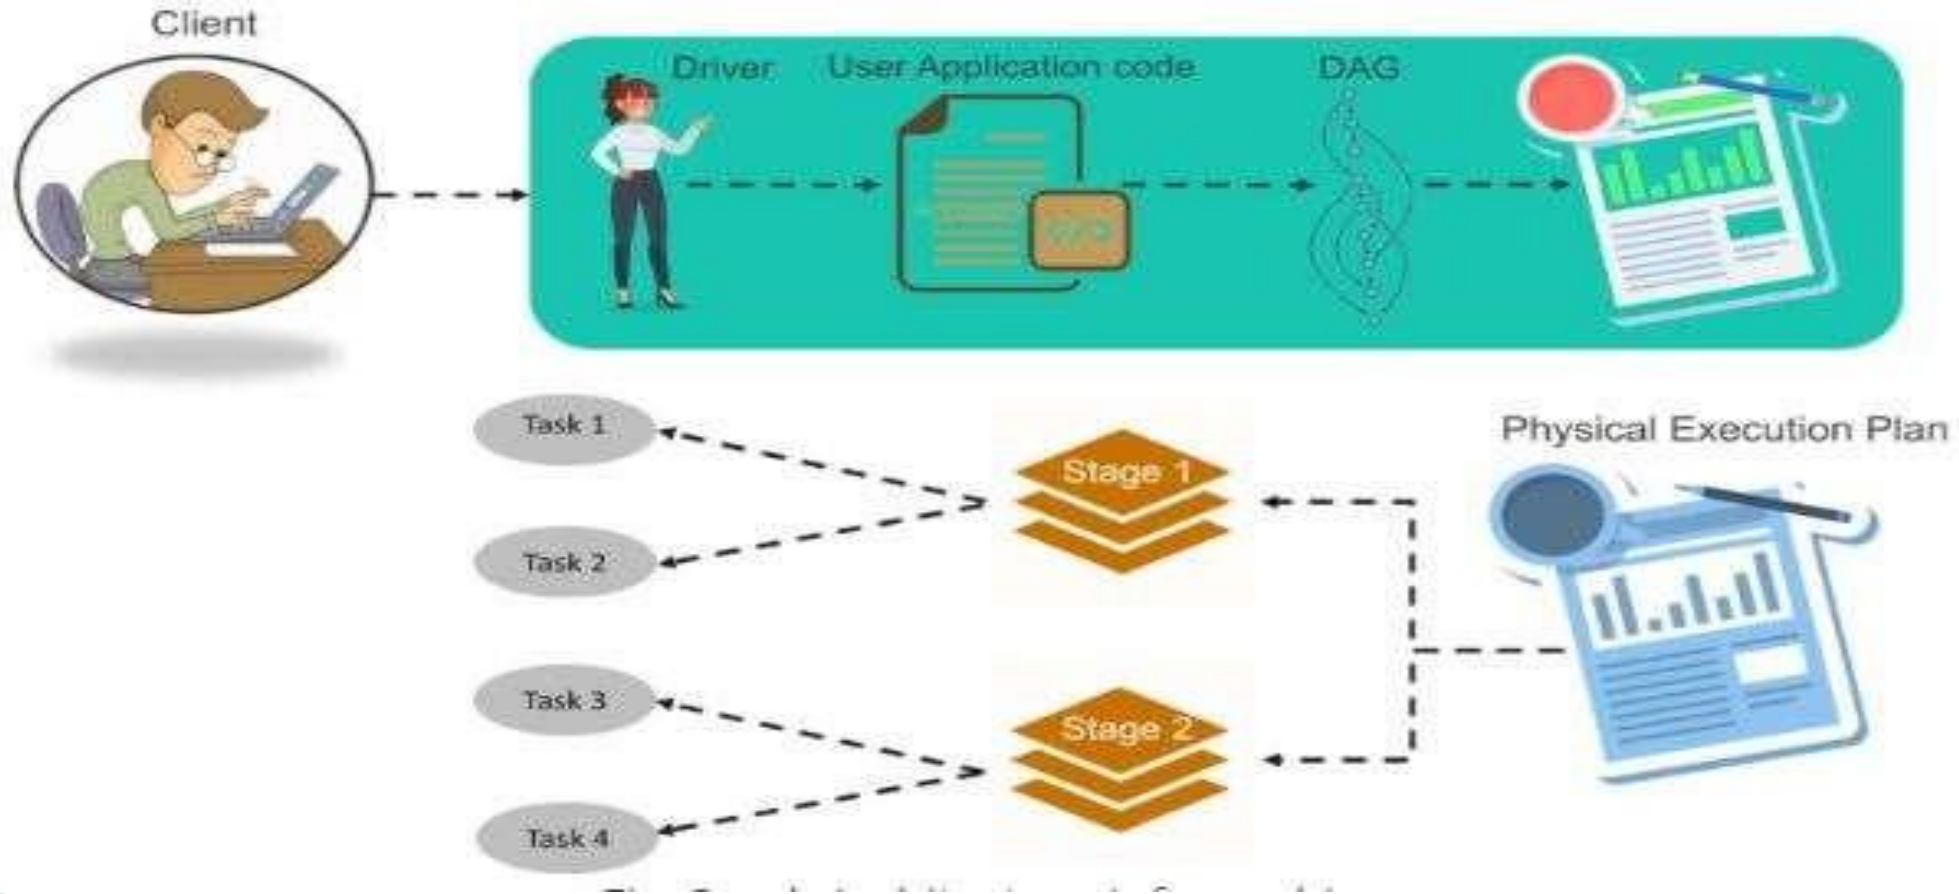 Client
Driver
User Application code
DAG
Physical Execution Plan
Stage 1
Task 1
Task 2
Stage 2
Task 3
Task 4